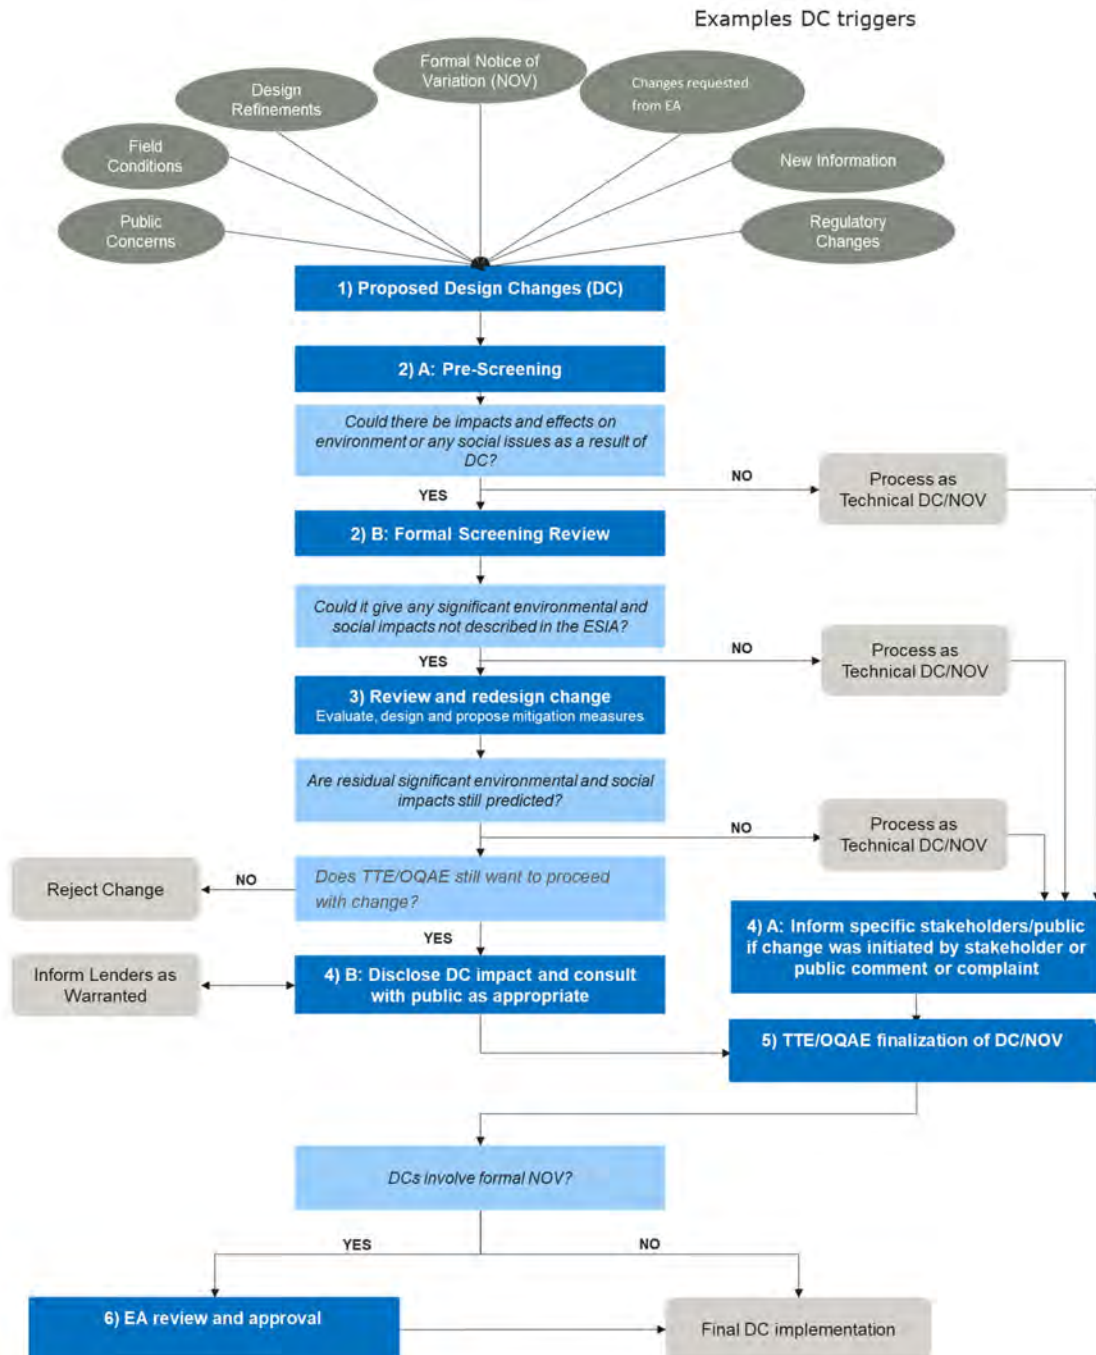 Examples DC triggers
Formal Notice of
Variation (NOV)
Changes requested
from EA
Design
Refinements
Field
Conditions
New Information
Public
Concerns
Regulatory
Changes
1) Proposed Design Changes (DC)
2) A: Pre-Screening
Could there be impacts and effects on
environment or any social issues as a result of
DC?
NO
Process as
Technical DC/NOV
YES
2) B: Formal Screening Review
Could it give any significant environmental and
social impacts not described in the ESIA?
NO
Process as
Technical DC/NOV
YES
3) Review and redesign change
Evaluate, design and propose mitigation measures
Are residual significant environmental and social
impacts still predicted?
NO
Process as
Technical DC/NOV
Does TTE/OQAE still want to proceed
with change?
NO
Reject Change
YES
4) A: Inform specific stakeholders/public
if change was initiated by stakeholder or
public comment or complaint
Inform Lenders as
Warranted
4) B: Disclose DC impact and consult
with public as appropriate
5) TTE/OQAE finalization of DC/NOV
DCs involve formal NOV?
YES
NO
6) EA review and approval
Final DC implementation